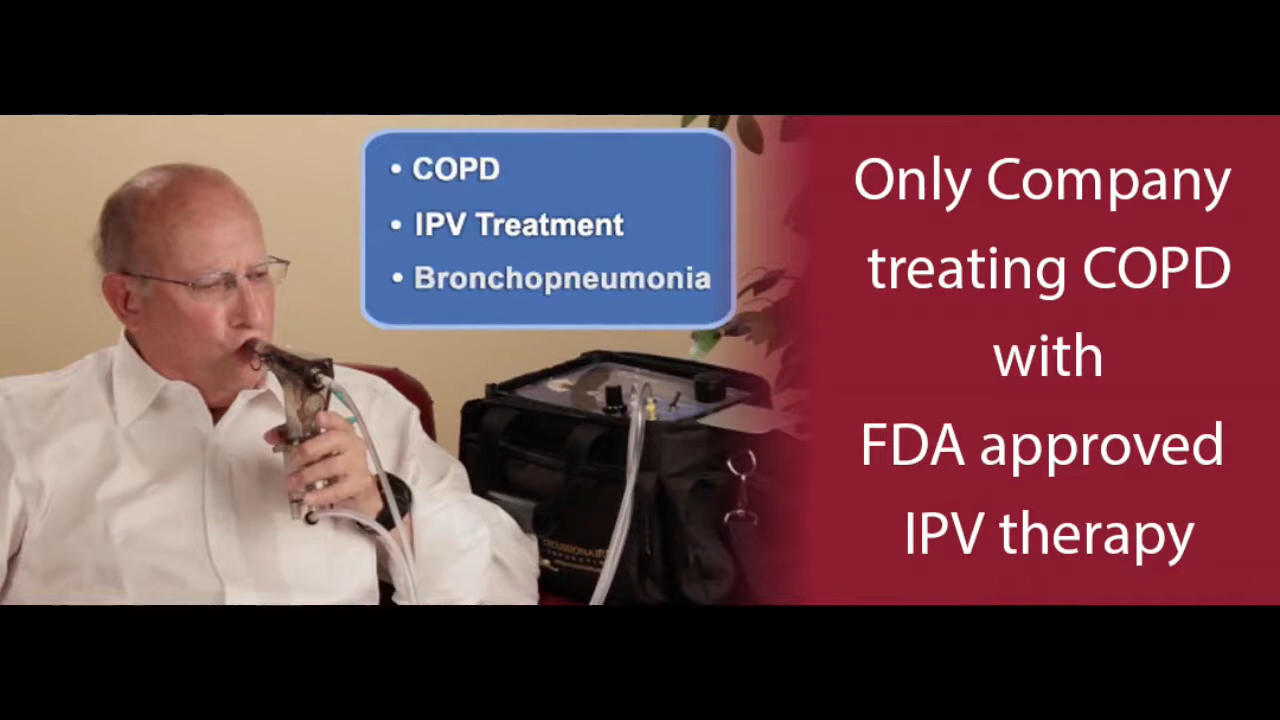 • COPD
• IPV Treatment
• Bronchopneumonia
Only Company
treating COPD
with
FDA approved
IPV therapy